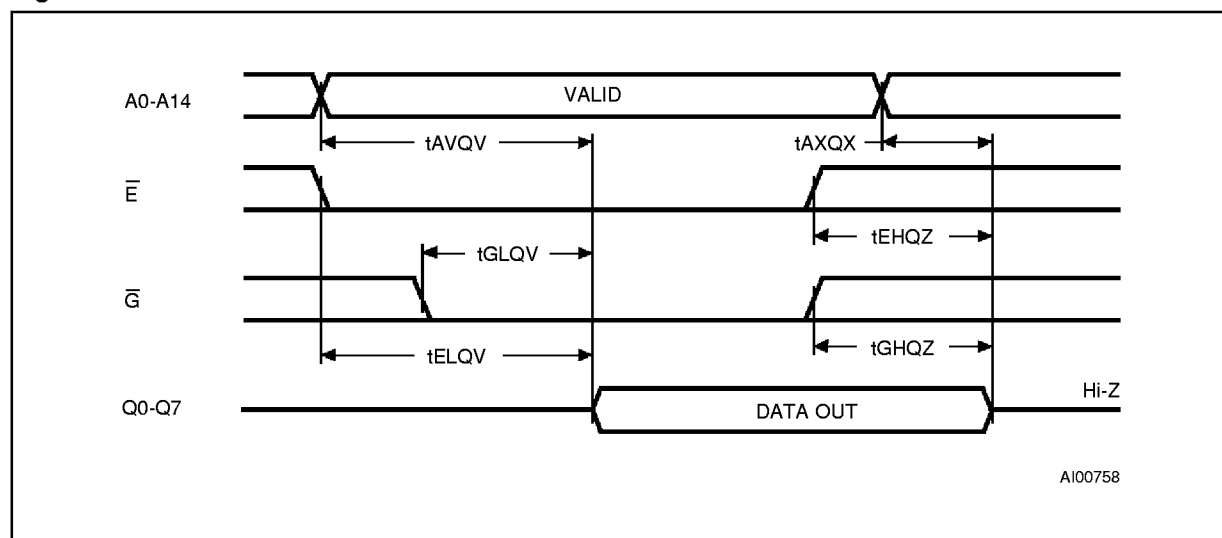 A0-A14
VALID
tAVQV
tAXQX
E̅
tEHQZ
tGLQV
G̅
tELQV
tGHQZ
Q0-Q7
DATA OUT
Hi-Z
AI00758